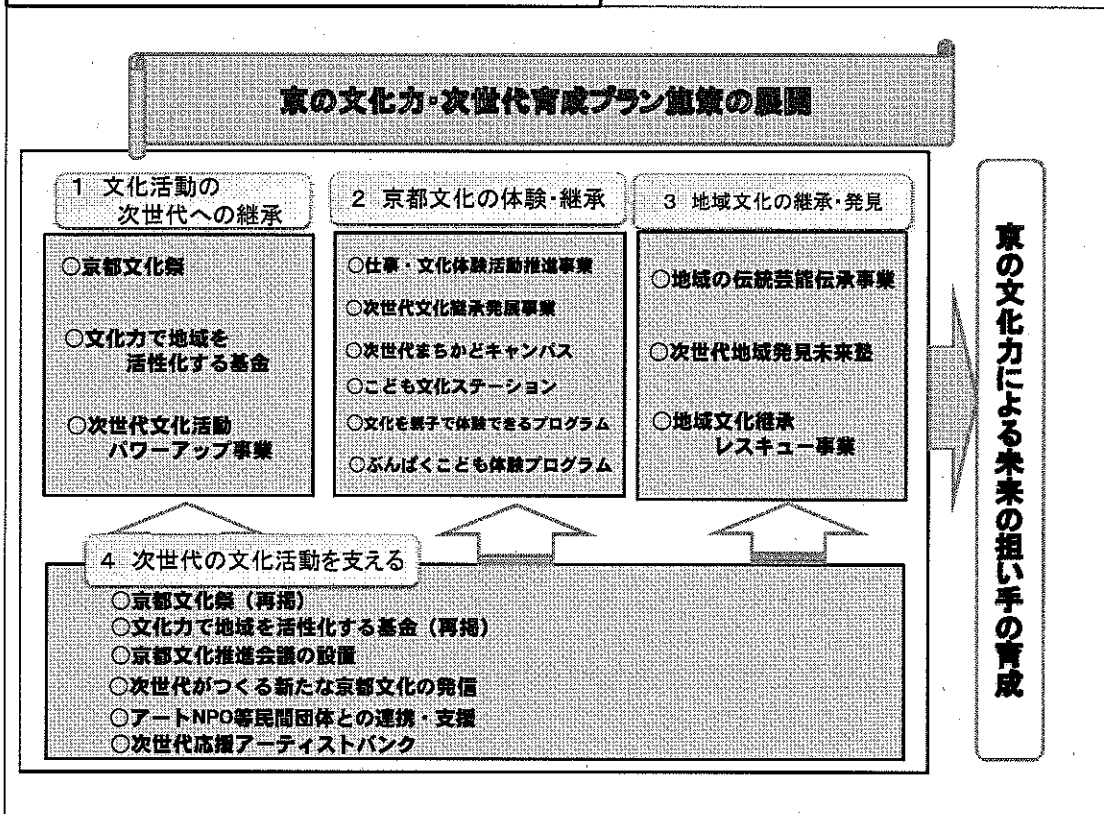 京の文化力・次世代育成プラン施策の展開
1 文化活動の
次世代への継承
○京都文化祭
○文化力で地域を
活性化する基金
○次世代文化活動
パワーアップ事業
2 京都文化の体験・継承
○仕事・文化体験活動推進事業
○次世代文化継承発展事業
○次世代まちかどキャンパス
○こども文化ステーション
○文化を親子で体験できるプログラム
○ぶんぱくこども体験プログラム
3 地域文化の継承・発見
○地域の伝統芸能伝承事業
○次世代地域発見未来塾
○地域文化継承
レスキュー事業
4 次世代の文化活動を支える
○京都文化祭（再掲）
○文化力で地域を活性化する基金（再掲）
○京都文化推進会議の設置
○次世代がつくる新たな京都文化の発信
○アートNPO等民間団体との連携・支援
○次世代応援アーティストバンク
京の文化力による未来の担い手の育成